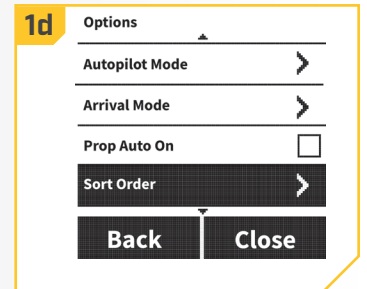 1d
Options
Autopilot Mode
Arrival Mode
Prop Auto On
Sort Order
Back Close